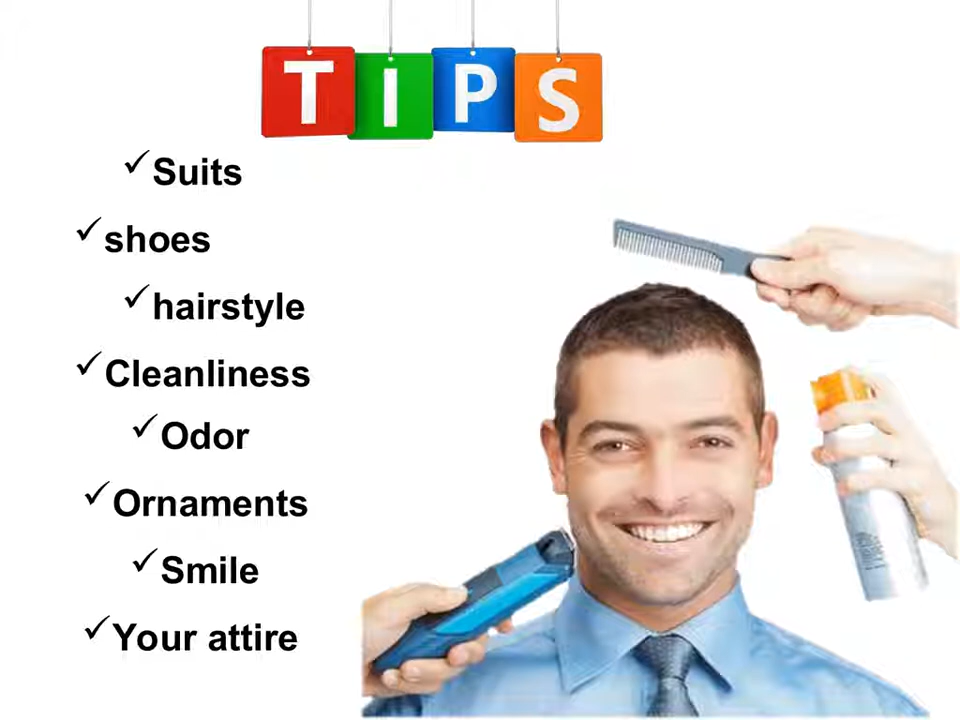 TIPS
✓Suits
✓shoes
✓hairstyle
✓Cleanliness
✓Odor
✓Ornaments
✓Smile
✓Your attire